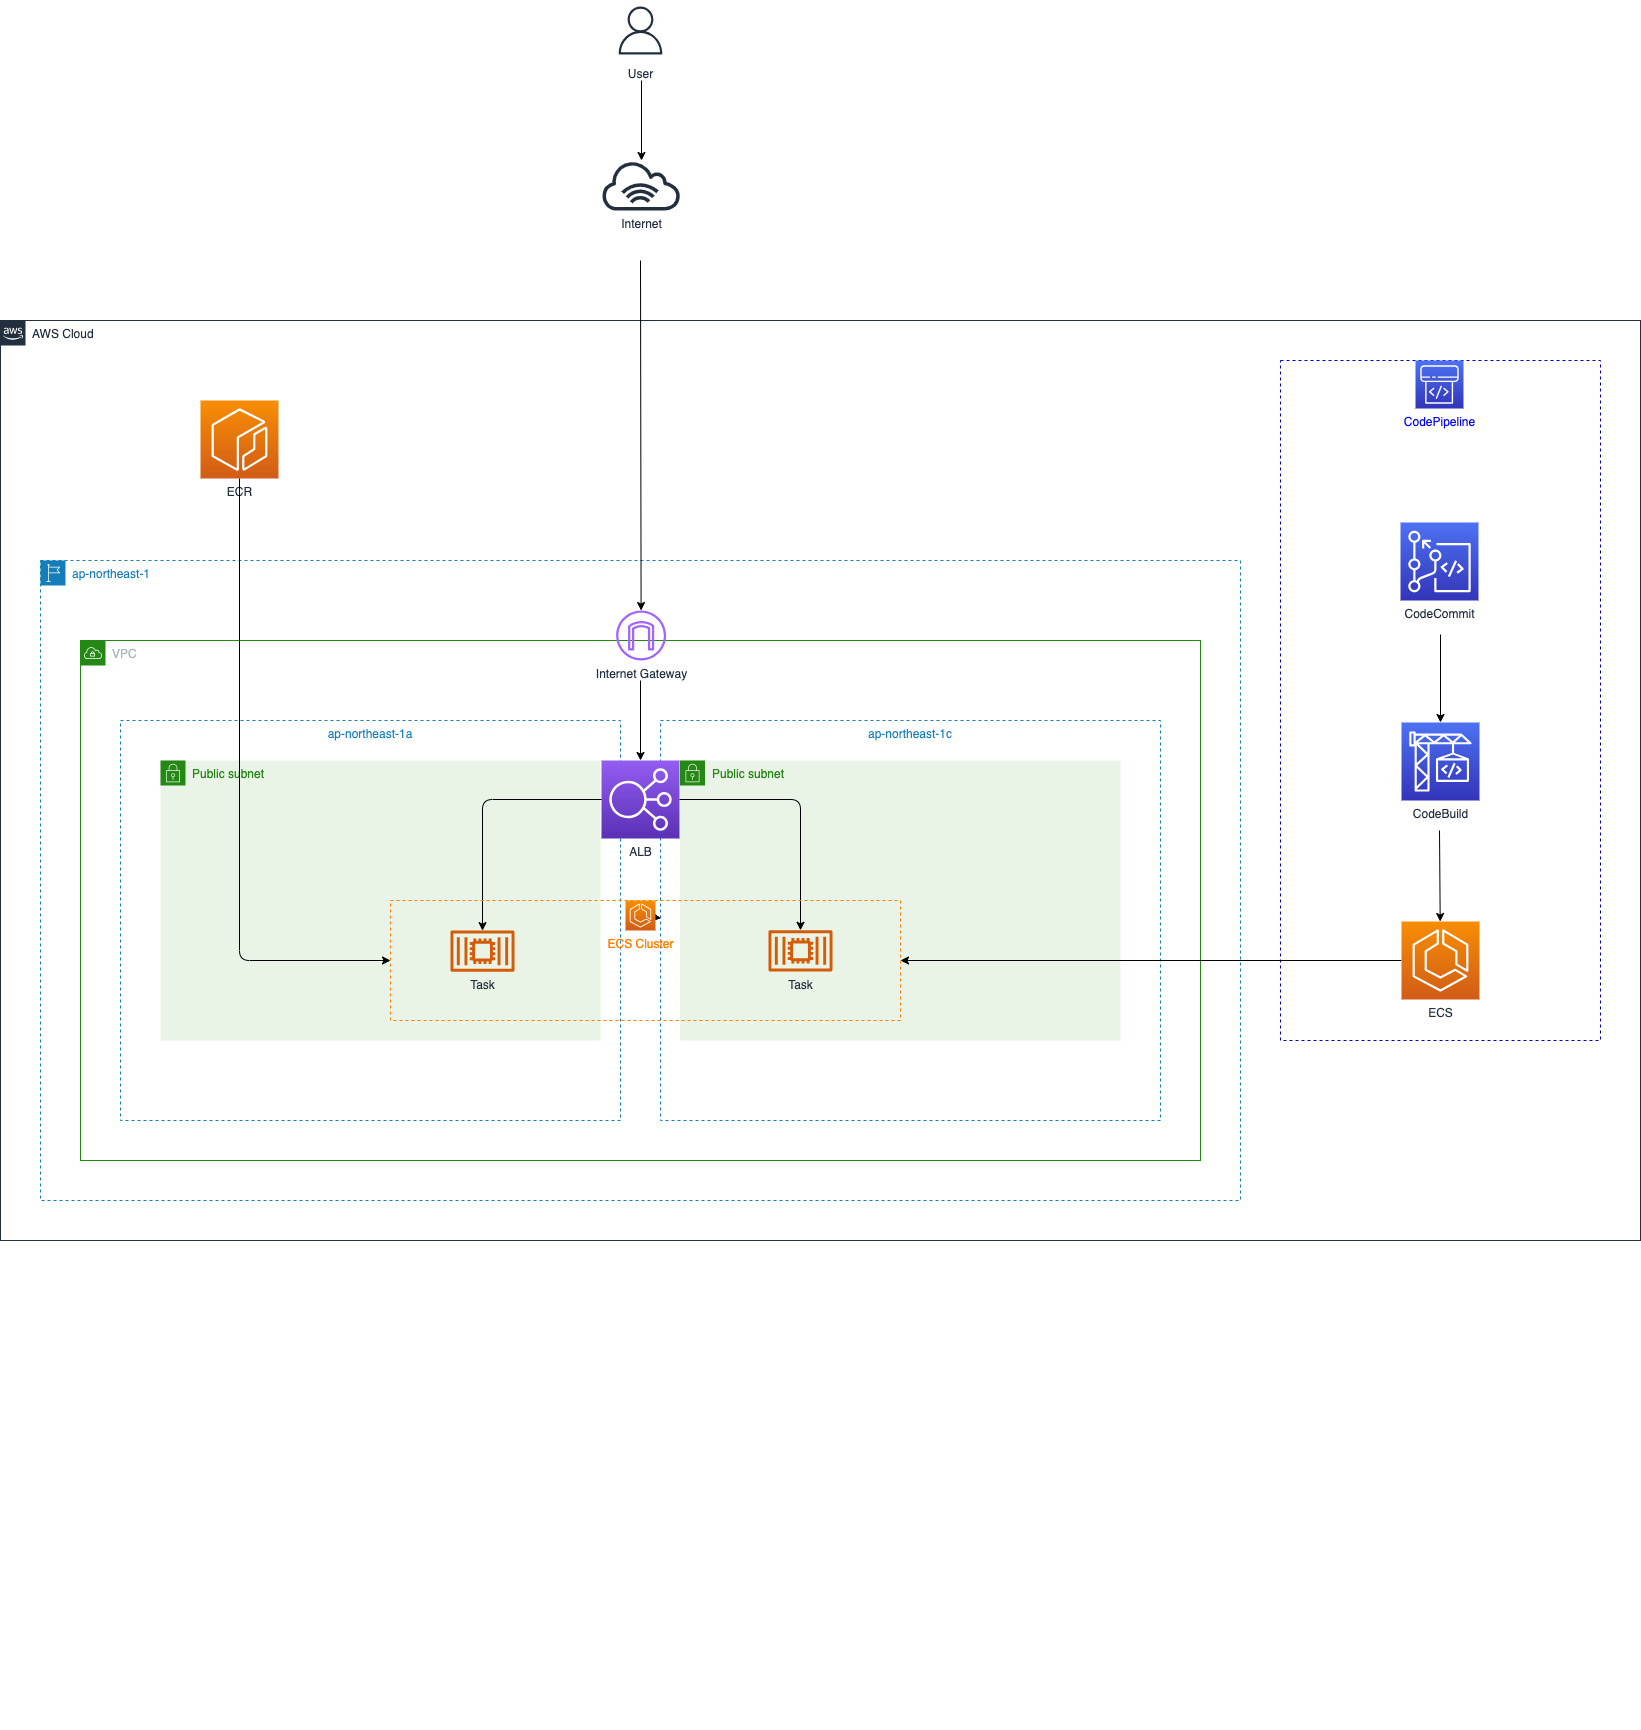 User
Internet
aws
AWS Cloud
CodePipeline
ECR
ap-northeast-1
CodeCommit
VPC
Internet Gateway
ap-northeast-1a
ap-northeast-1c
Public subnet
Public subnet
CodeBuild
ALB
ECS Cluster
Task
Task
ECS